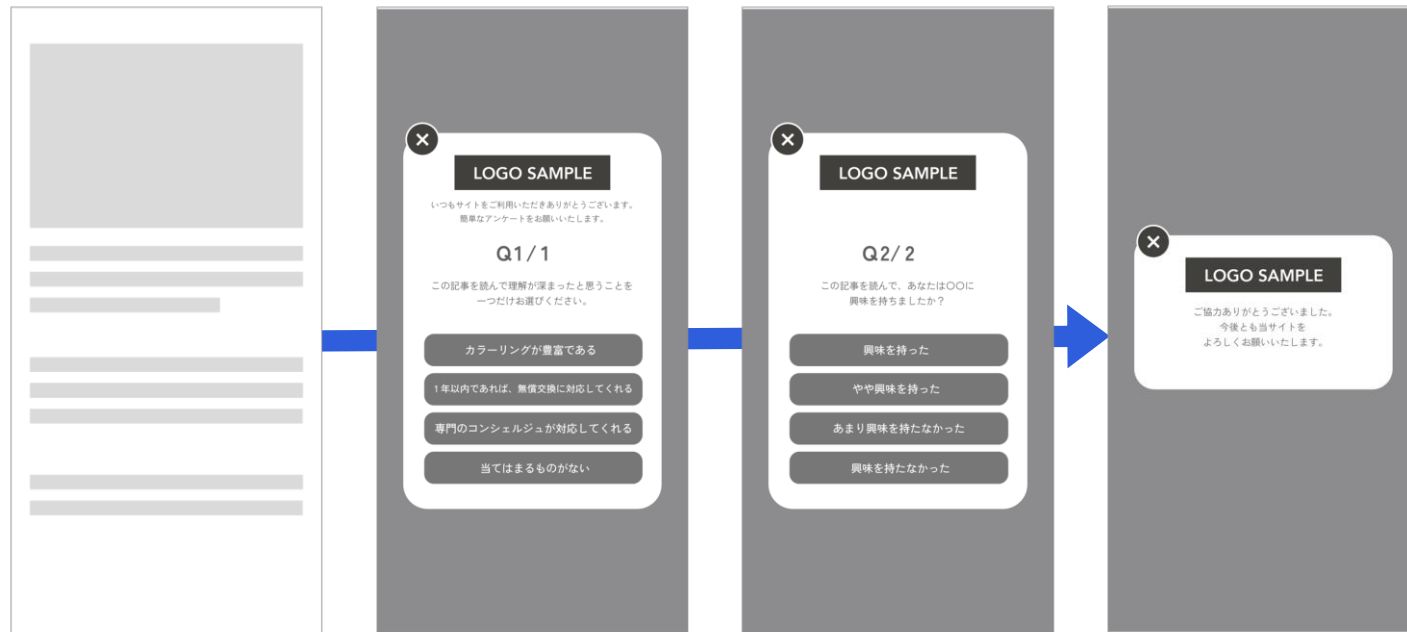 LOGO SAMPLE
いつもサイトをご利用いただきありがとうございます。
簡単なアンケートをお願いいたします。
Q1/1
この記事を読んで理解が深まったと思うことを
一つだけお選びください。
カラーリングが豊富である
1年以内であれば、無償交換に対応してくれる
専門のコンシェルジュが対応してくれる
当てはまるものがない
LOGO SAMPLE
Q2/2
この記事を読んで、あなたは〇〇に
興味を持ちましたか？
興味を持った
やや興味を持った
あまり興味を持たなかった
興味を持たなかった
LOGO SAMPLE
ご協力ありがとうございました。
今後とも当サイトを
よろしくお願いいたします。